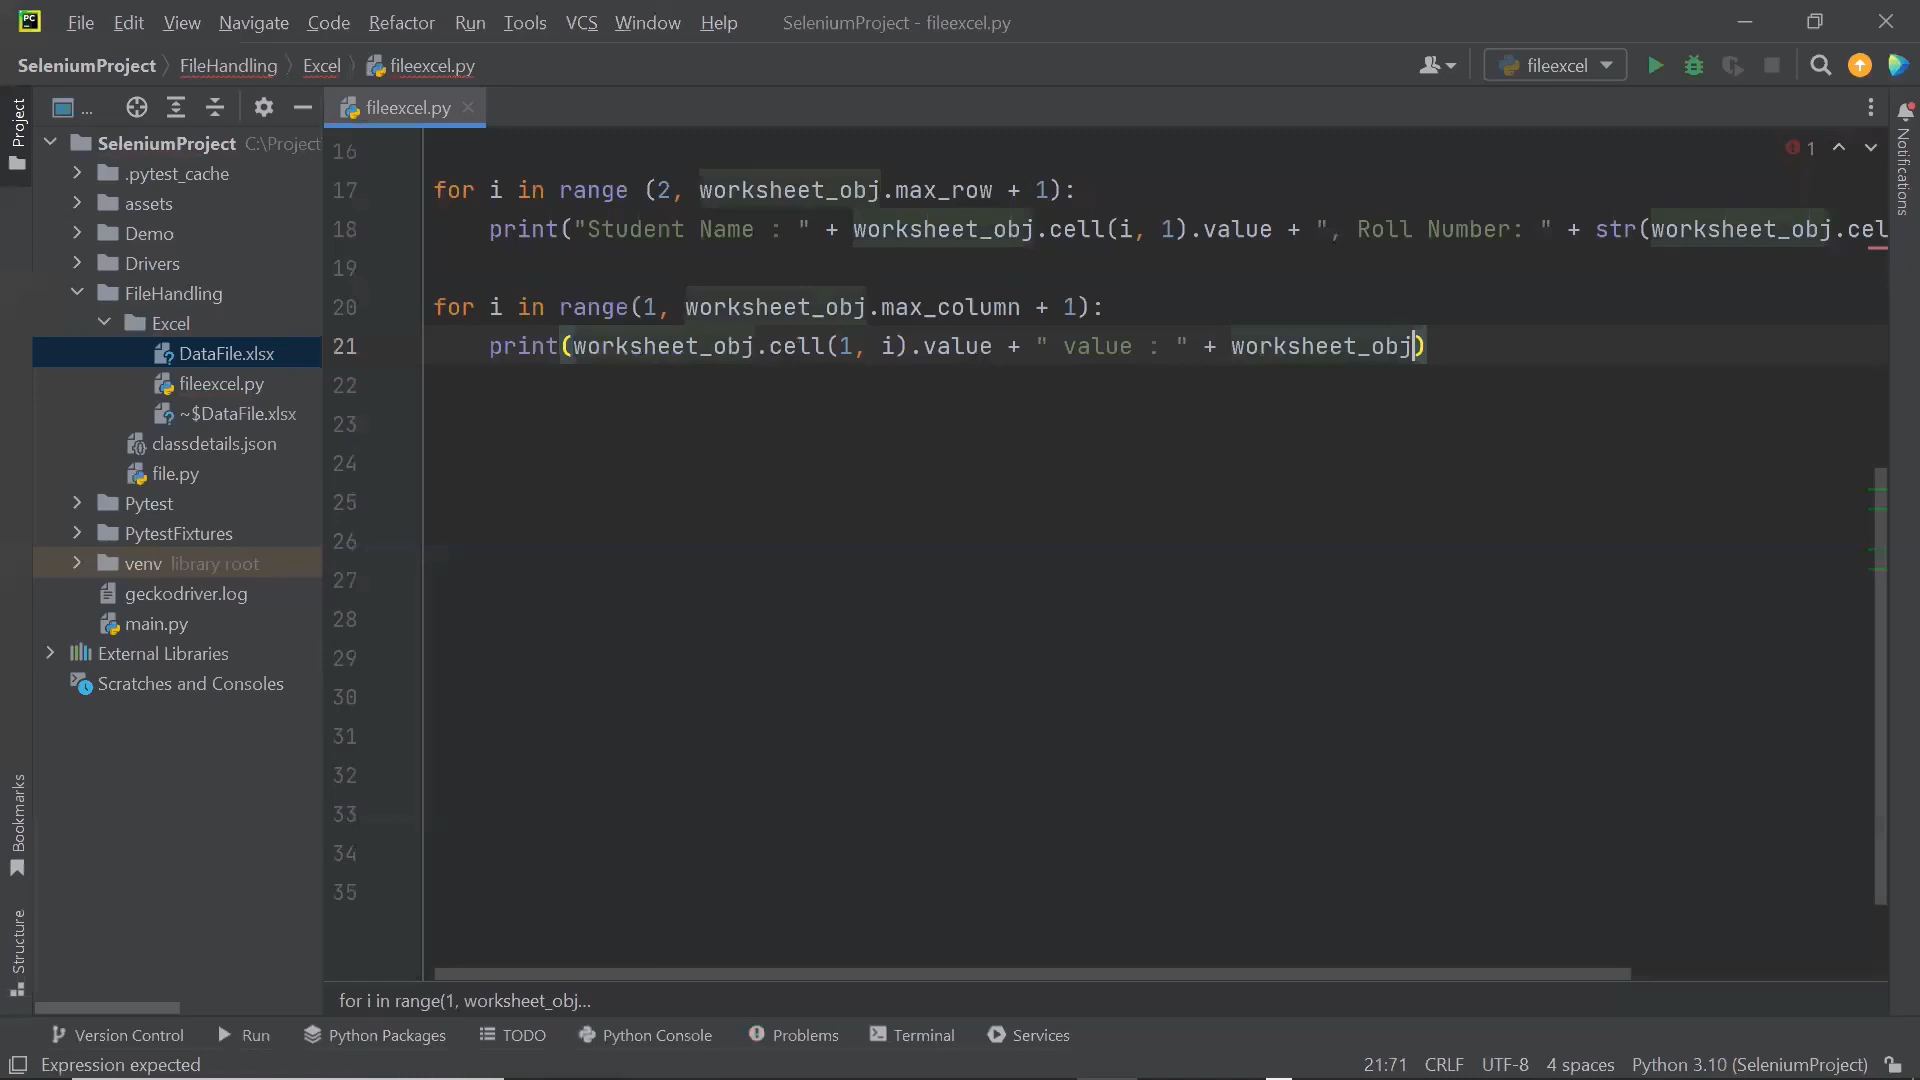 PC File Edit View Navigate Code Refactor Run Tools VCS Window Help SeleniumProject - fileexcel.py
SeleniumProject FileHandling Excel fileexcel.py fileexcel
... fileexcel.py
Project
SeleniumProject C:\Project
.pytest_cache
assets
Demo
Drivers
FileHandling
Excel
DataFile.xlsx
fileexcel.py
~$DataFile.xlsx
classdetails.json
file.py
Pytest
PytestFixtures
venv library root
geckodriver.log
main.py
External Libraries
Scratches and Consoles
Bookmarks
Structure
16
17 for i in range (2, worksheet_obj.max_row + 1):
18 print("Student Name : " + worksheet_obj.cell(i, 1).value + ", Roll Number: " + str(worksheet_obj.cel
19
20 for i in range(1, worksheet_obj.max_column + 1):
21 print(worksheet_obj.cell(1, i).value + " value : " + worksheet_obj)
22
23
24
25
26
27
28
29
30
31
32
33
34
35
1
Notifications
for i in range(1, worksheet_obj...
Version Control Run Python Packages TODO Python Console Problems Terminal Services
Expression expected 21:71 CRLF UTF-8 4 spaces Python 3.10 (SeleniumProject)